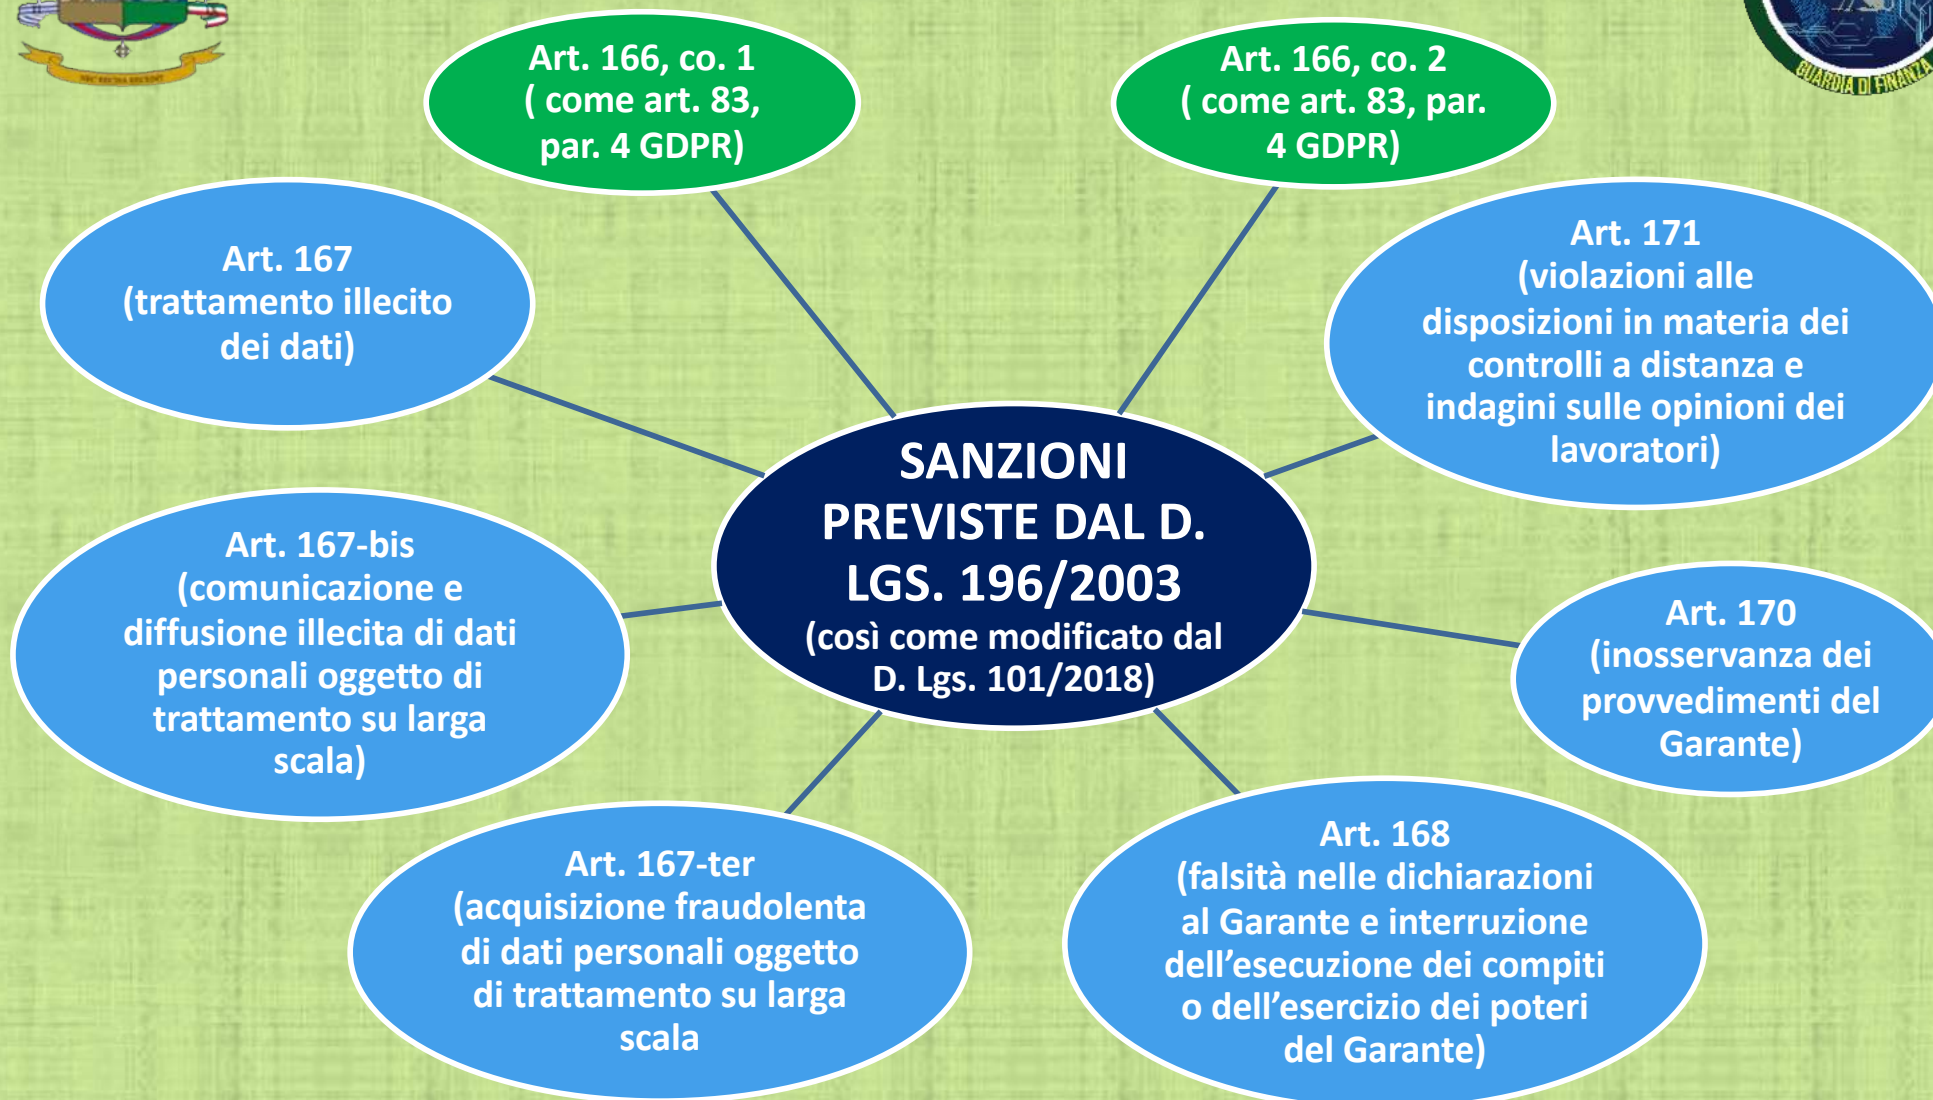 Art. 166, co. 1
( come art. 83,
par. 4 GDPR)
Art. 166, co. 2
( come art. 83, par.
4 GDPR)
GUARDIA DI FINANZA
Art. 167
(trattamento illecito
dei dati)
Art. 171
(violazioni alle
disposizioni in materia dei
controlli a distanza e
indagini sulle opinioni dei
lavoratori)
SANZIONI
PREVISTE DAL D.
LGS. 196/2003
(così come modificato dal
D. Lgs. 101/2018)
Art. 167-bis
(comunicazione e
diffusione illecita di dati
personali oggetto di
trattamento su larga
scala)
Art. 170
(inosservanza dei
provvedimenti del
Garante)
Art. 167-ter
(acquisizione fraudolenta
di dati personali oggetto
di trattamento su larga
scala
Art. 168
(falsità nelle dichiarazioni
al Garante e interruzione
dell’esecuzione dei compiti
o dell’esercizio dei poteri
del Garante)